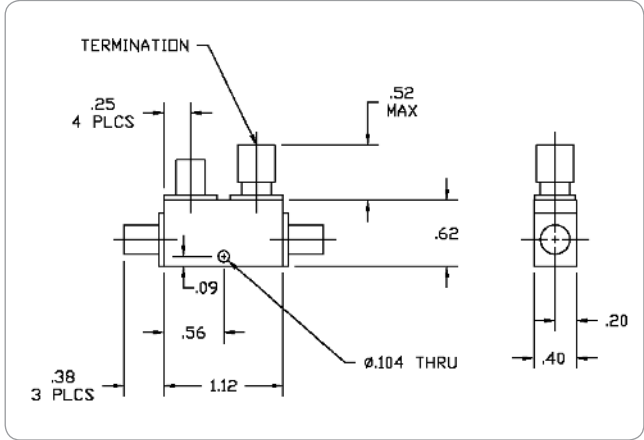 TERMINATION
.25
4 PLCS
.52
MAX
.62
.09
.56
.20
.40
Ø.104 THRU
.38
3 PLCS
1.12